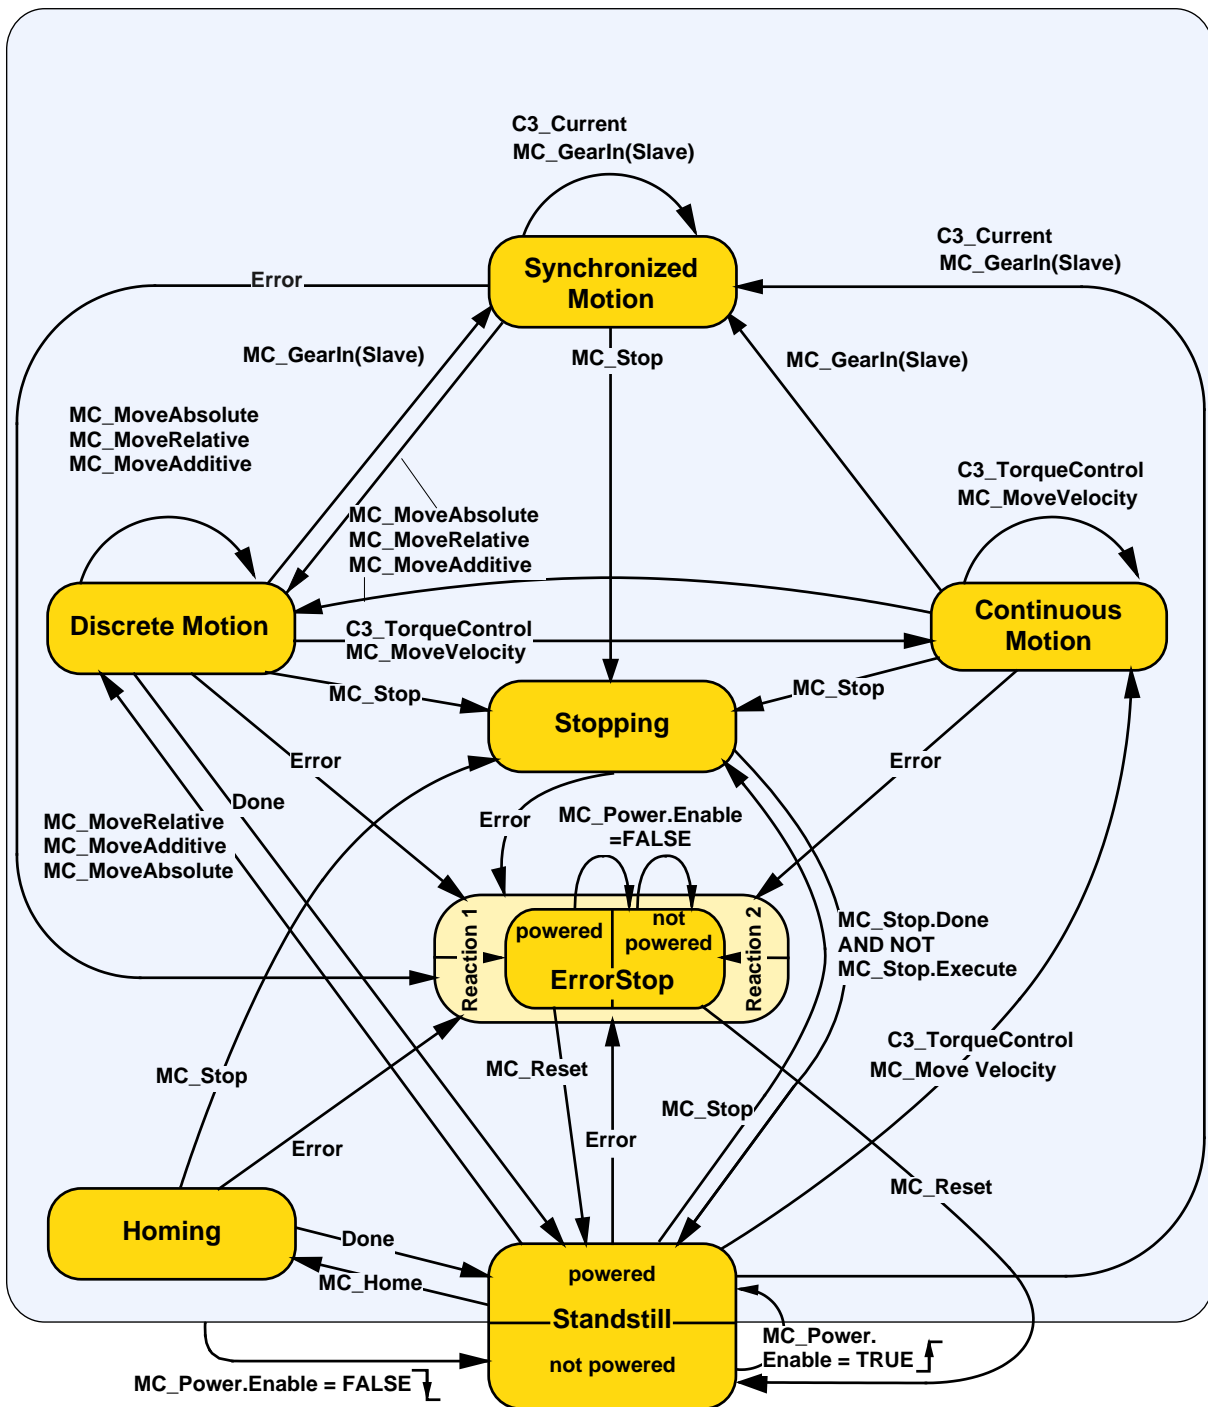 C3_Current
MC_GearIn(Slave)
C3_Current
MC_GearIn(Slave)
Synchronized
Motion
Error
MC_GearIn(Slave)
MC_Stop
MC_GearIn(Slave)
MC_MoveAbsolute
MC_MoveRelative
MC_MoveAdditive
C3_TorqueControl
MC_MoveVelocity
MC_MoveAbsolute
MC_MoveRelative
MC_MoveAdditive
Discrete Motion
C3_TorqueControl
MC_MoveVelocity
Continuous
Motion
MC_Stop
MC_Stop
Stopping
Error
Error
Done
Error
MC_Power.Enable
=FALSE
MC_MoveRelative
MC_MoveAdditive
MC_MoveAbsolute
Reaction 1
powered
not
powered
ErrorStop
Reaction 2
MC_Stop.Done
AND NOT
MC_Stop.Execute
C3_TorqueControl
MC_Move Velocity
MC_Stop
MC_Reset
MC_Stop
Error
Error
MC_Reset
Homing
Done
MC_Home
powered
Standstill
not powered
MC_Power.
Enable = TRUE
MC_Power.Enable = FALSE